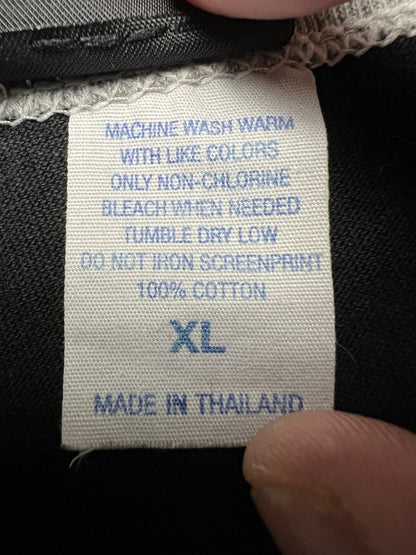 MACHINE WASH WARM
WITH LIKE COLORS
ONLY NON-CHLORINE
BLEACH WHEN NEEDED
TUMBLE DRY LOW
DO NOT IRON SCREENPRINT
100% COTTON
XL
MADE IN THAILAND